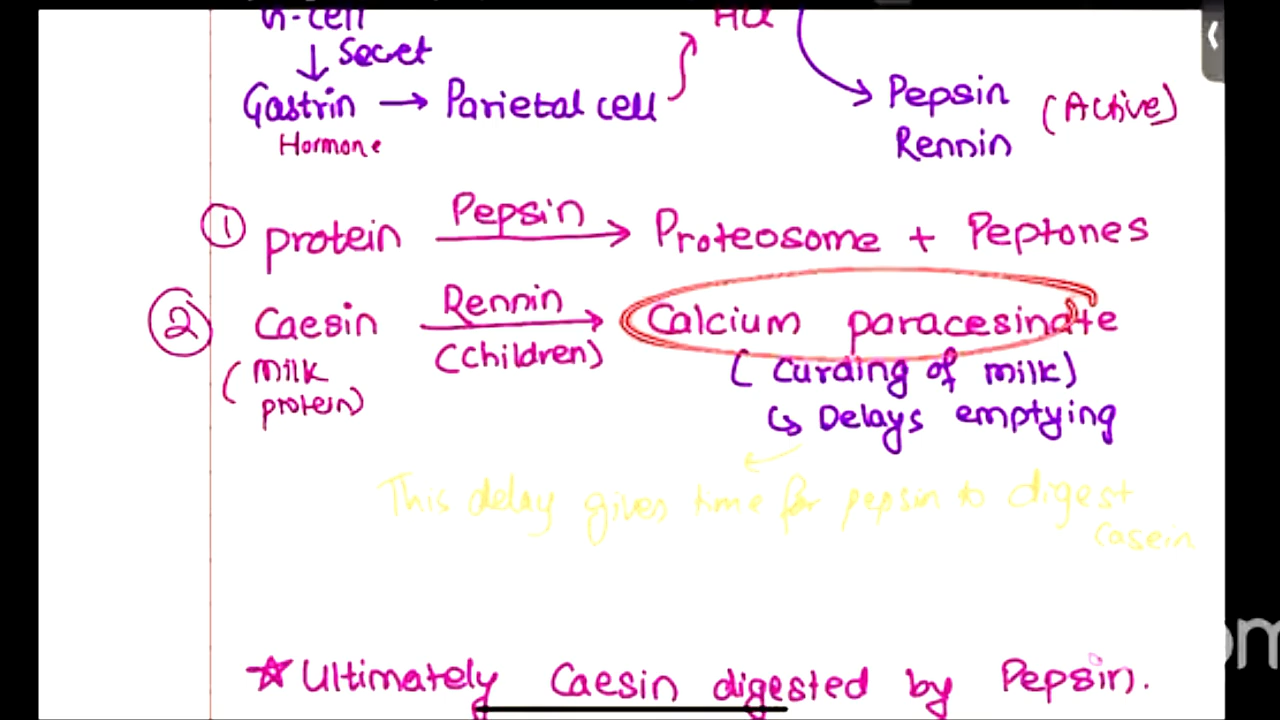 Secret
Gastrin → Parietal cell
Hormone
Pepsin (Active)
Rennin
① protein Pepsin → Proteosome + Peptones
② Caesin Rennin → Calcium paracesinate
(Milk protein) (Children) (Curding of milk)
↳ Delays emptying
This delay gives time for pepsin to digest
Casein
☆ Ultimately Caesin digested by Pepsin.